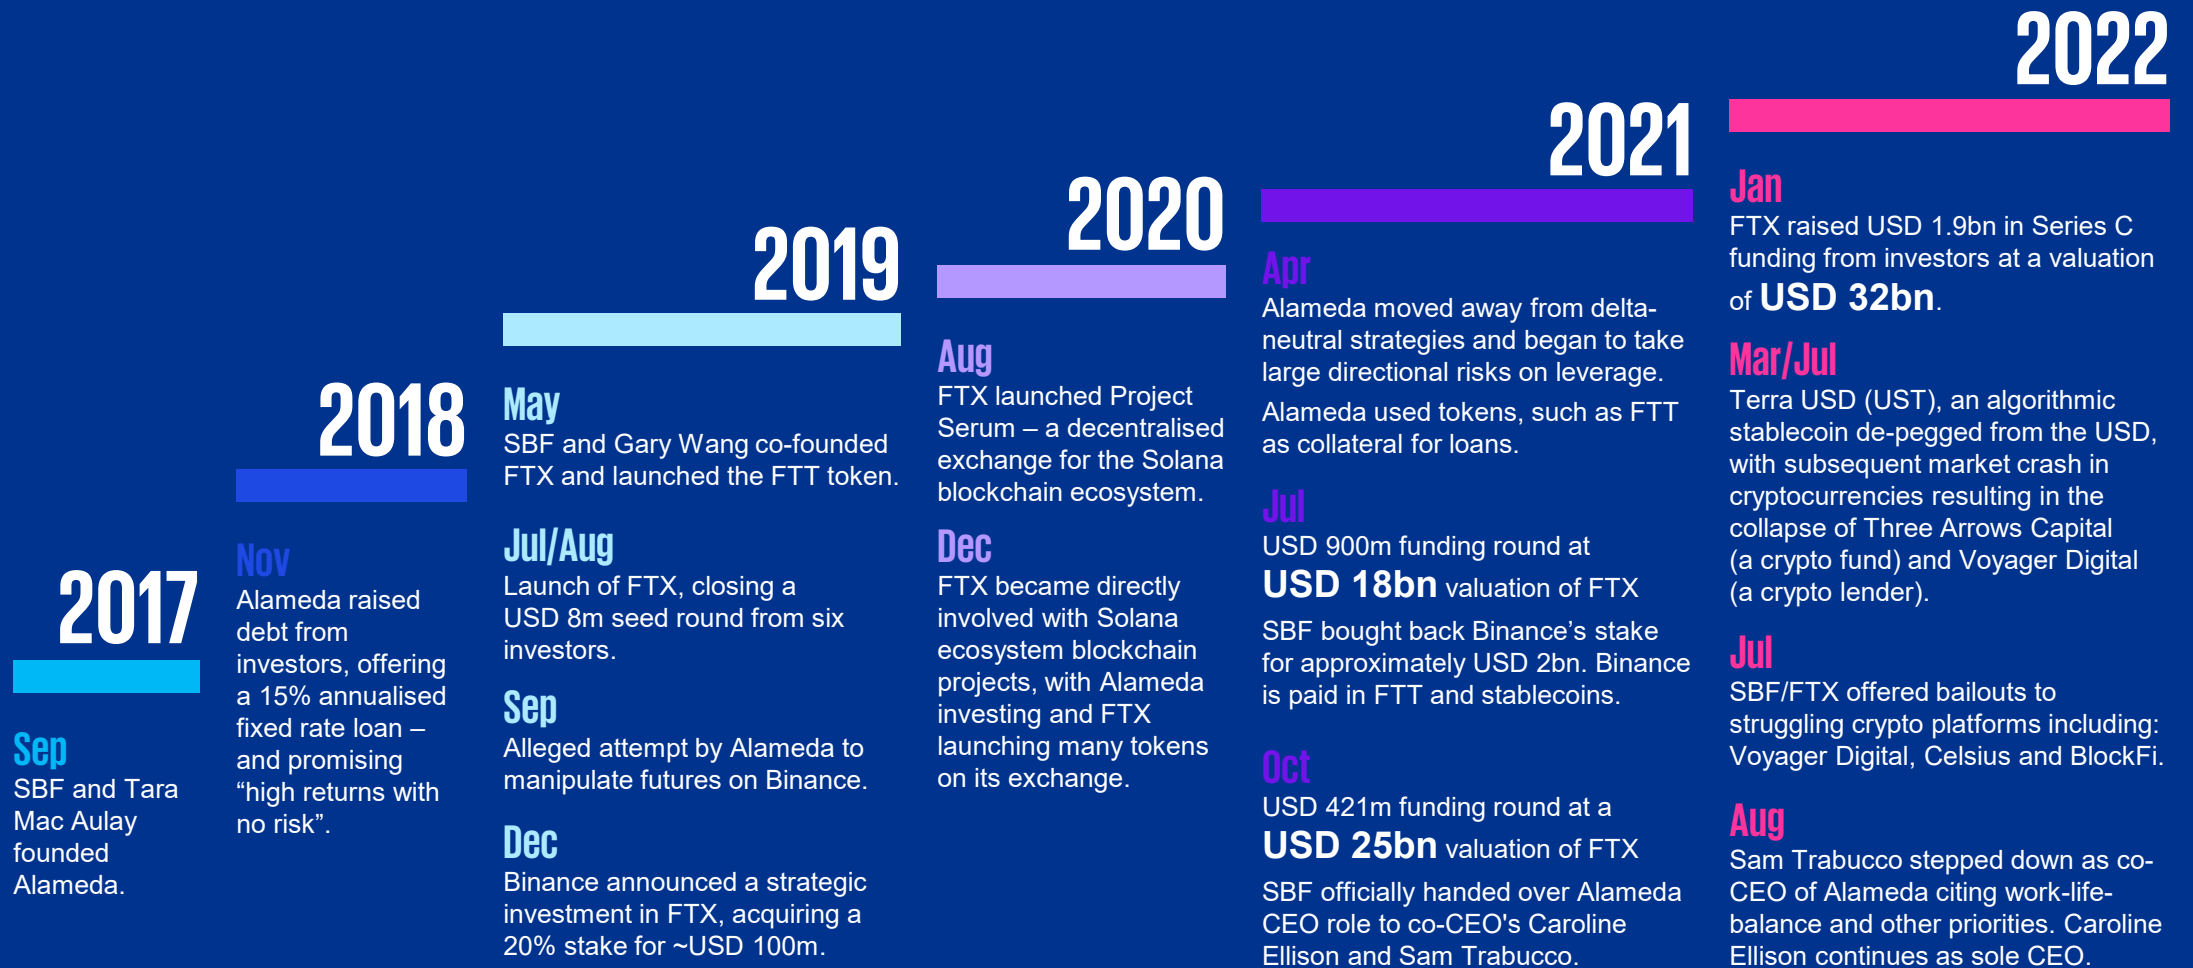 2017
Sep
SBF and Tara
Mac Aulay
founded
Alameda.
2018
Nov
Alameda raised
debt from
investors, offering
a 15% annualised
fixed rate loan –
and promising
“high returns with
no risk”.
2019
May
SBF and Gary Wang co-founded
FTX and launched the FTT token.
Jul/Aug
Launch of FTX, closing a
USD 8m seed round from six
investors.
Sep
Alleged attempt by Alameda to
manipulate futures on Binance.
Dec
Binance announced a strategic
investment in FTX, acquiring a
20% stake for ~USD 100m.
2020
Aug
FTX launched Project
Serum – a decentralised
exchange for the Solana
blockchain ecosystem.
Dec
FTX became directly
involved with Solana
ecosystem blockchain
projects, with Alameda
investing and FTX
launching many tokens
on its exchange.
2021
Apr
Alameda moved away from delta-
neutral strategies and began to take
large directional risks on leverage.
Alameda used tokens, such as FTT
as collateral for loans.
Jul
USD 900m funding round at
USD 18bn valuation of FTX
SBF bought back Binance’s stake
for approximately USD 2bn. Binance
is paid in FTT and stablecoins.
Oct
USD 421m funding round at a
USD 25bn valuation of FTX
SBF officially handed over Alameda
CEO role to co-CEO's Caroline
Ellison and Sam Trabucco.
2022
Jan
FTX raised USD 1.9bn in Series C
funding from investors at a valuation
of USD 32bn.
Mar/Jul
Terra USD (UST), an algorithmic
stablecoin de-pegged from the USD,
with subsequent market crash in
cryptocurrencies resulting in the
collapse of Three Arrows Capital
(a crypto fund) and Voyager Digital
(a crypto lender).
Jul
SBF/FTX offered bailouts to
struggling crypto platforms including:
Voyager Digital, Celsius and BlockFi.
Aug
Sam Trabucco stepped down as co-
CEO of Alameda citing work-life-
balance and other priorities. Caroline
Ellison continues as sole CEO.